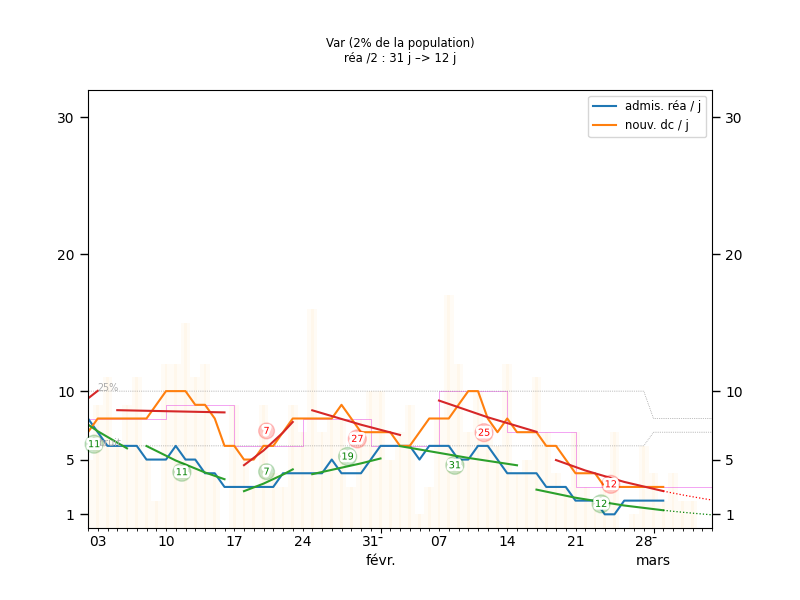 Var (2% de la population)
réa /2 : 31 j –> 12 j
admis. réa / j
nouv. dc / j
30 30
20 20
10 10
5 5
1 1
25%
11
11
7
7
27
19
31
25
12
12
03 10 17 24 31 07 14 21 28
févr. mars